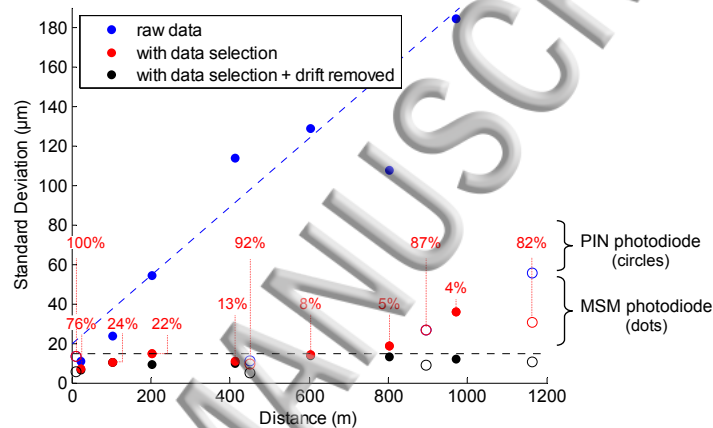 raw data
with data selection
with data selection + drift removed
Standard Deviation (µm)
180
160
140
120
100
80
60
40
20
0
100%
92%
87%
82%
76%
24%
22%
13%
8%
5%
4%
PIN photodiode
(circles)
MSM photodiode
(dots)
0
200
400
600
800
1000
1200
Distance (m)
MANUSCRI